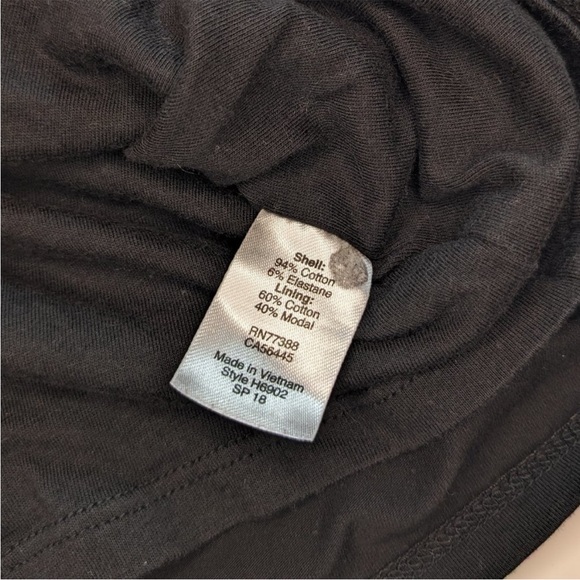 Shell:
94% Cotton
6% Elastane
Lining:
60% Cotton
40% Modal
RN77388
CA56445
Made in Vietnam
Style H6902
SP 18